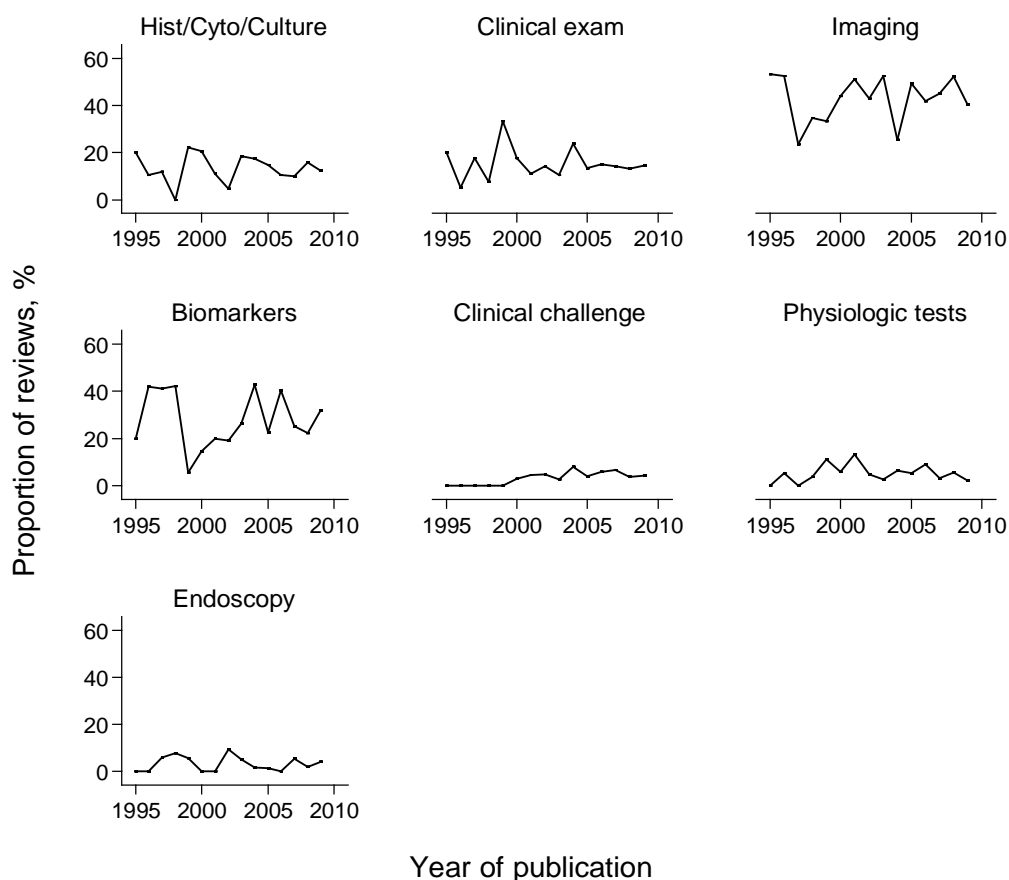 Hist/Cyto/Culture
Clinical exam
Imaging
60
40
20
0
1995 2000 2005 2010
1995 2000 2005 2010
1995 2000 2005 2010
Proportion of reviews, %
Biomarkers
Clinical challenge
Physiologic tests
60
40
20
0
1995 2000 2005 2010
1995 2000 2005 2010
1995 2000 2005 2010
Endoscopy
60
40
20
0
1995 2000 2005 2010
Year of publication